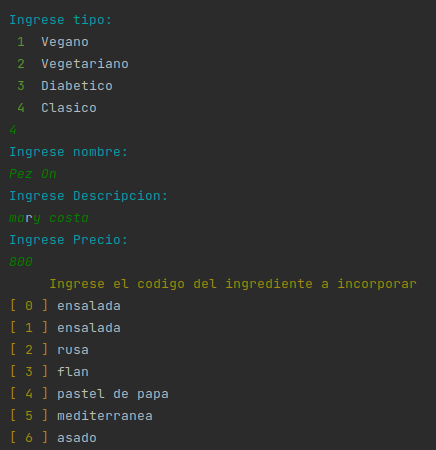 Ingrese tipo:
1 Vegano
2 Vegetariano
3 Diabetico
4 Clasico
4
Ingrese nombre:
Pez On
Ingrese Descripcion:
mary costa
Ingrese Precio:
800
Ingrese el codigo del ingrediente a incorporar
[ 0 ] ensalada
[ 1 ] ensalada
[ 2 ] rusa
[ 3 ] flan
[ 4 ] pastel de papa
[ 5 ] mediterranea
[ 6 ] asado